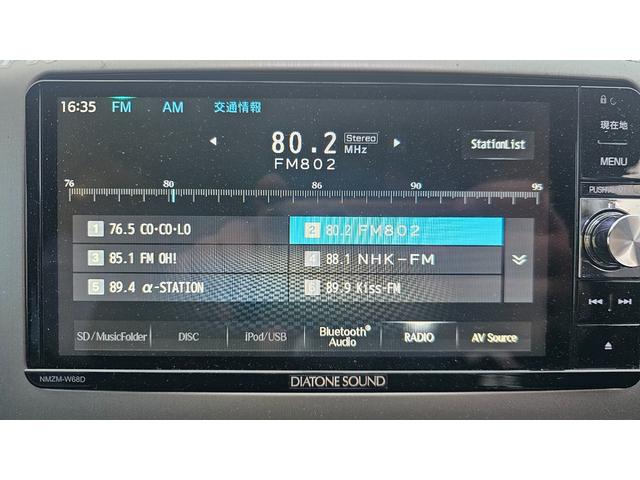 16:35 FM AM 交通情報
現在地
80.2 Stereo MHz
FM802
StationList
MENU
76 80 86 90 95
PUSH
1 76.5 CO·CO·LO
2 80.2 FM802
3 85.1 FM OH!
4 88.1 NHK-FM
5 89.4 α-STATION
6 89.9 Kiss-FM
SD/MusicFolder DISC iPod/USB Bluetooth® Audio RADIO AV Source
NMZM-W68D
DIATONE SOUND